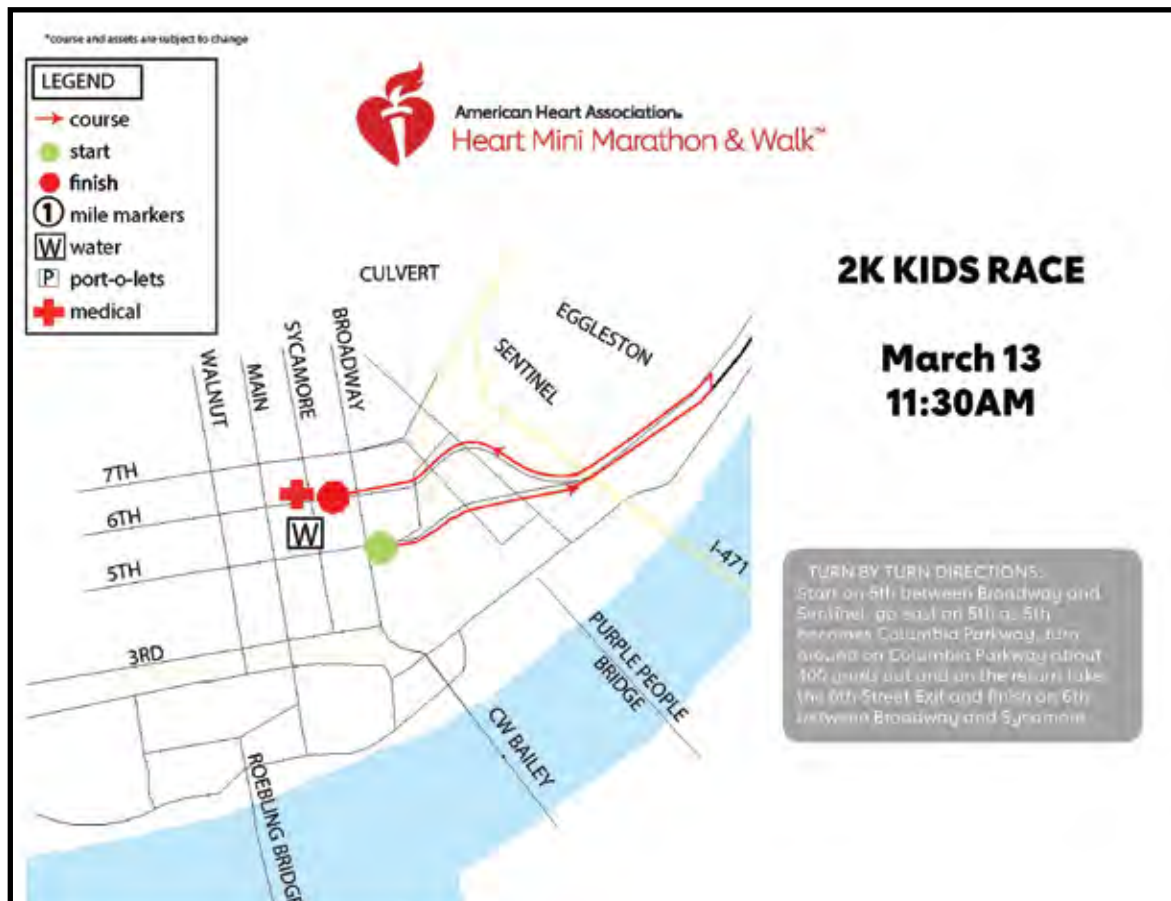 *course and assets are subject to change
LEGEND
course
start
finish
1 mile markers
W water
P port-o-lets
medical
American Heart Association®
Heart Mini Marathon & Walk™
2K KIDS RACE
March 13
11:30AM
CULVERT
EGGLESTON
SENTINEL
BROADWAY
SYCAMORE
MAIN
WALNUT
7TH
6TH
5TH
3RD
W
I-471
PURPLE PEOPLE
BRIDGE
CW BAILEY
ROEBLING BRIDGE
TURN BY TURN DIRECTIONS:
Start on 5th between Broadway and
Sentinel, go east on 5th as 5th
becomes Columbia Parkway, turn
around on Columbia Parkway about
yards out and on the return take
the 6th Street Exit and finish on 6th
between Broadway and Sycamore